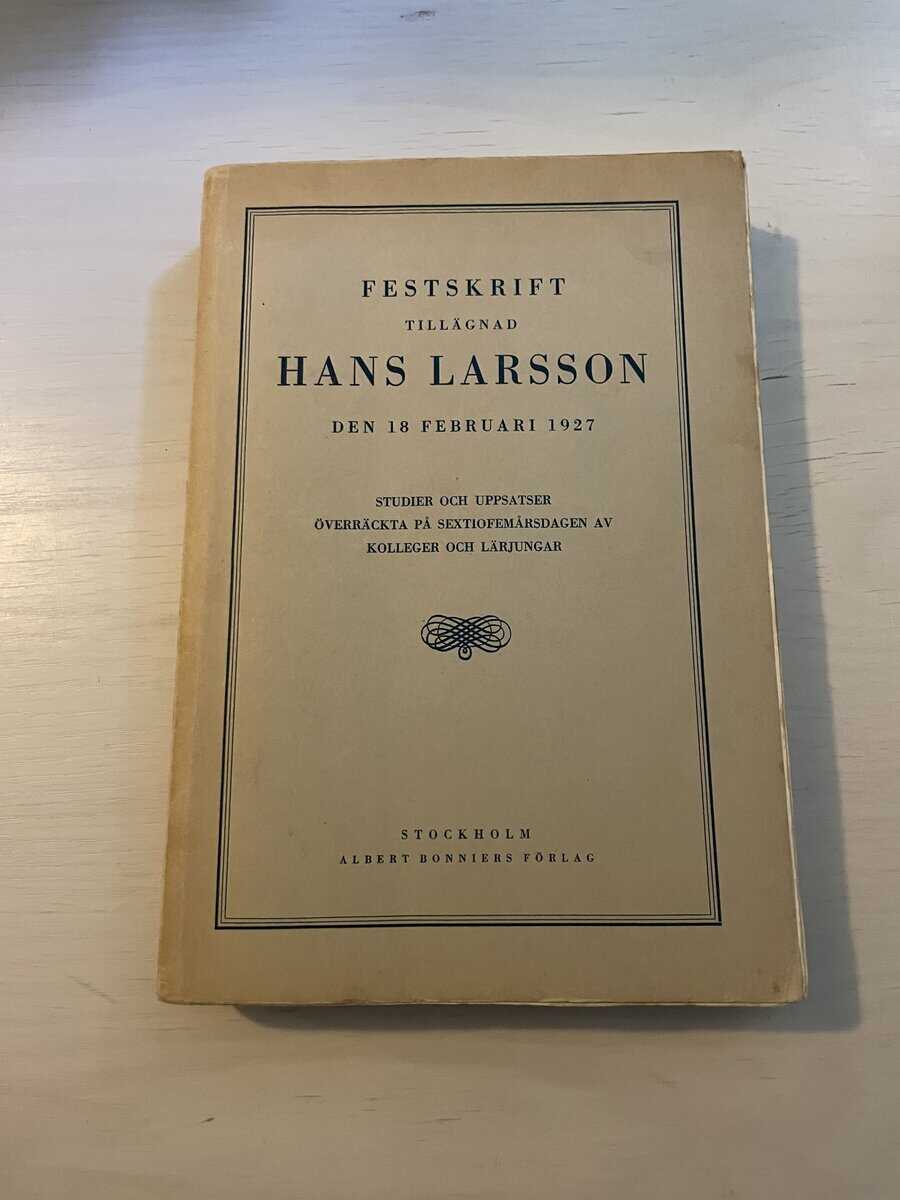 FESTSKRIFT
TILLÄGNAD
HANS LARSSON
DEN 18 FEBRUARI 1927
STUDIER OCH UPPSATSER
ÖVERRÄCKTA PÅ SEXTIOFEMÅRSDAGEN AV
KOLLEGER OCH LÄRJUNGAR
STOCKHOLM
ALBERT BONNIERS FÖRLAG